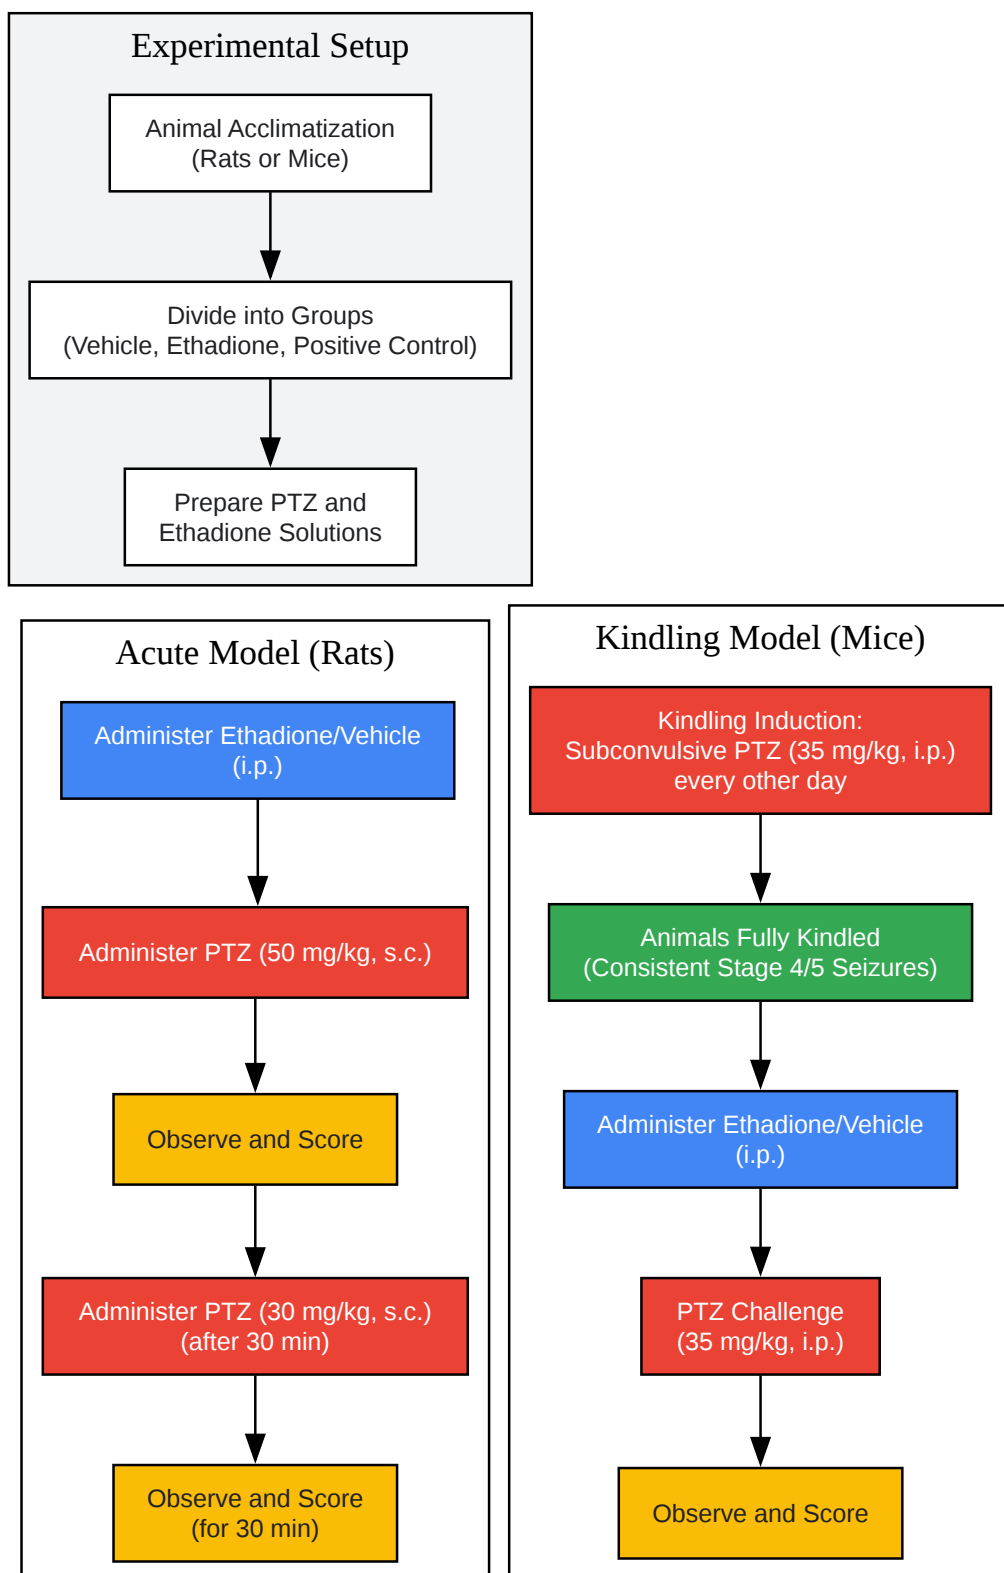 Experimental Setup
Animal Acclimatization
(Rats or Mice)
Divide into Groups
(Vehicle, Ethadione, Positive Control)
Prepare PTZ and
Ethadione Solutions
Acute Model (Rats)
Administer Ethadione/Vehicle
(i.p.)
Administer PTZ (50 mg/kg, s.c.)
Observe and Score
Administer PTZ (30 mg/kg, s.c.)
(after 30 min)
Observe and Score
(for 30 min)
Kindling Model (Mice)
Kindling Induction:
Subconvulsive PTZ (35 mg/kg, i.p.)
every other day
Animals Fully Kindled
(Consistent Stage 4/5 Seizures)
Administer Ethadione/Vehicle
(i.p.)
PTZ Challenge
(35 mg/kg, i.p.)
Observe and Score